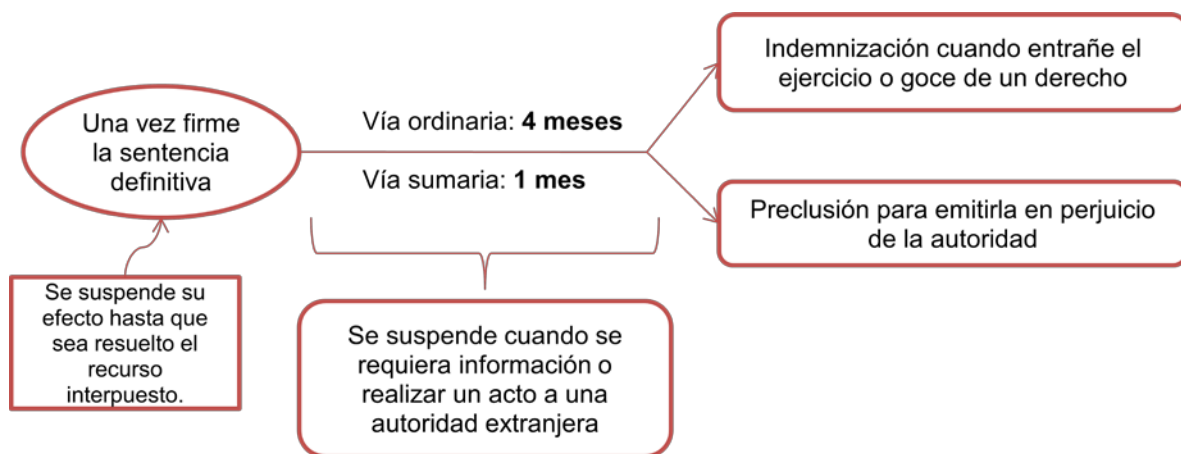 Una vez firme
la sentencia
definitiva
Se suspende su
efecto hasta que
sea resuelto el
recurso
interpuesto.
Vía ordinaria: 4 meses
Vía sumaria: 1 mes
Se suspende cuando se
requiera información o
realizar un acto a una
autoridad extranjera
Indemnización cuando entrañe el
ejercicio o goce de un derecho
Preclusión para emitirla en perjuicio
de la autoridad